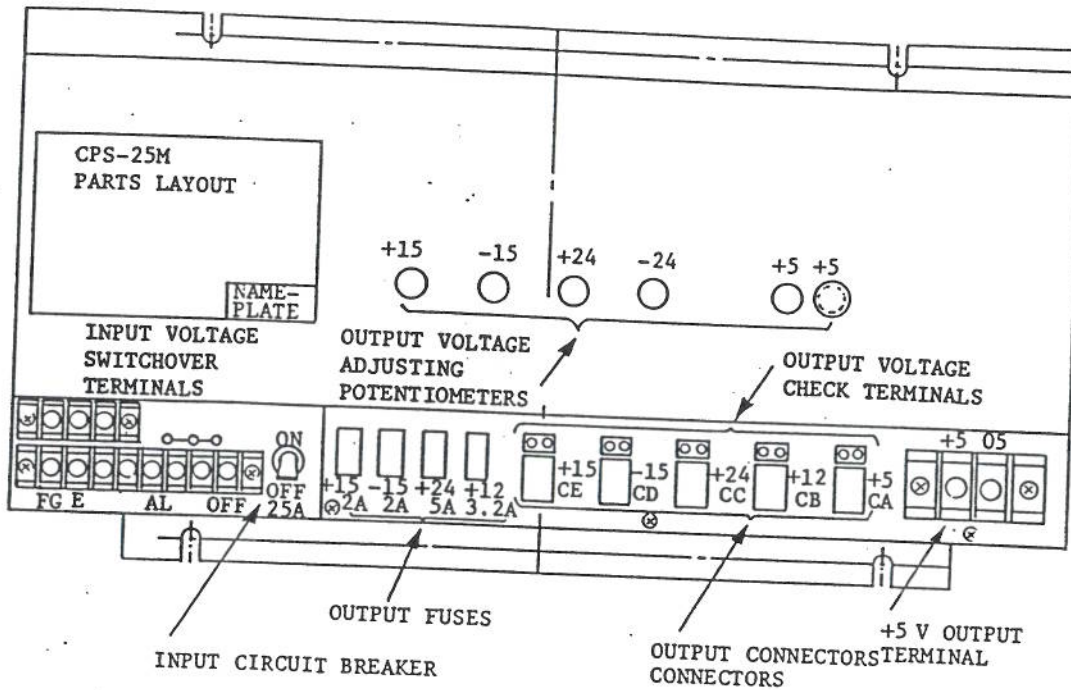 CPS-25M
PARTS LAYOUT
NAME-
PLATE
+15 -15 +24 -24 +5 +5
INPUT VOLTAGE
SWITCHOVER
TERMINALS
OUTPUT VOLTAGE
ADJUSTING
POTENTIOMETERS
OUTPUT VOLTAGE
CHECK TERMINALS
ON
OFF
25A
FG E AL OFF
+15 -15 +24 +12
2A 2A 5A 3.2A
+15
CE
-15
CD
+24
CC
+12
CB
+5
CA
+5 05
OUTPUT FUSES
INPUT CIRCUIT BREAKER
OUTPUT CONNECTORS
CONNECTORS
+5 V OUTPUT
TERMINAL